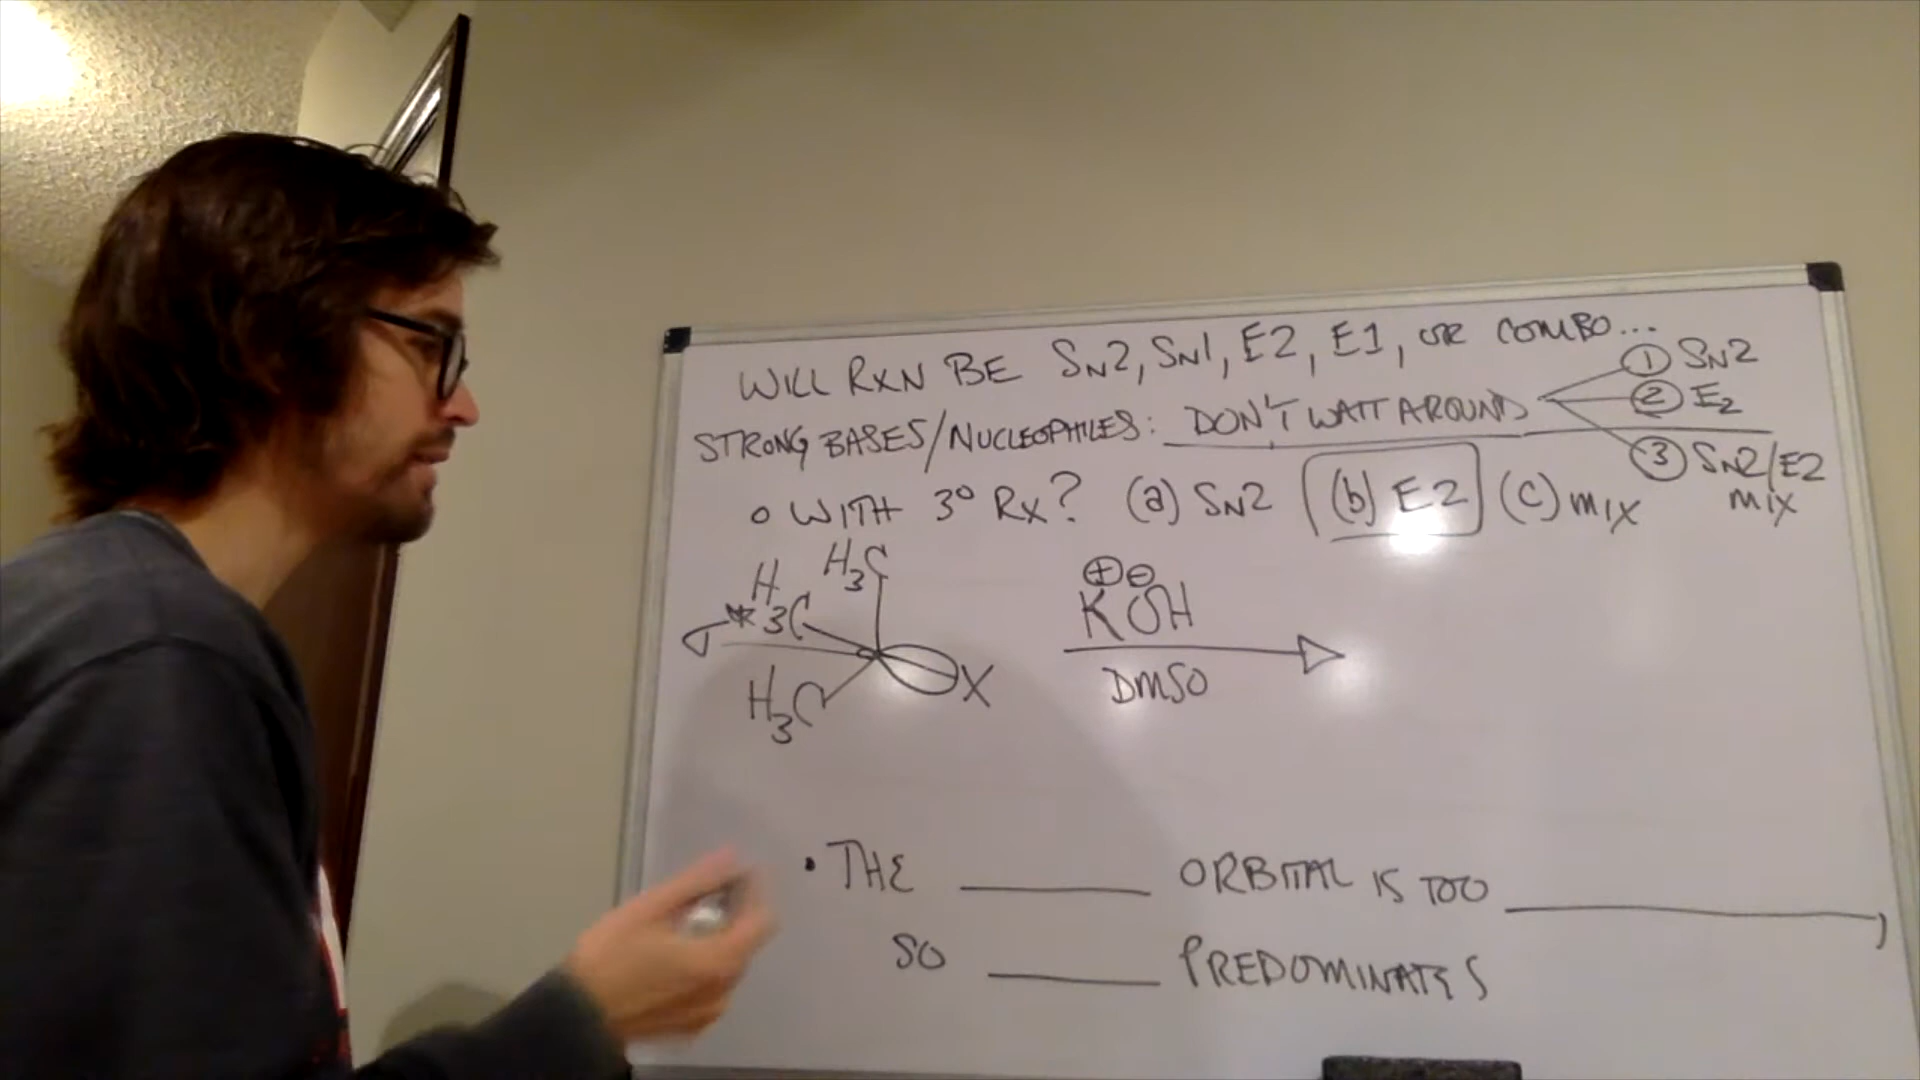 WILL RXN BE SN2, SN1, E2, E1, OR COMBO...
STRONG BASES/NUCLEOPHILES: DON'T WAIT AROUND
① SN2
② E2
③ SN2/E2 MIX
o WITH 3° RX? (a) SN2 (b) E2 (c) MIX
H3C
H3C
H3C
X
⊕⊖
KOH
DMSO
• THE ______ ORBITAL IS TOO ______,
SO ______ PREDOMINATES